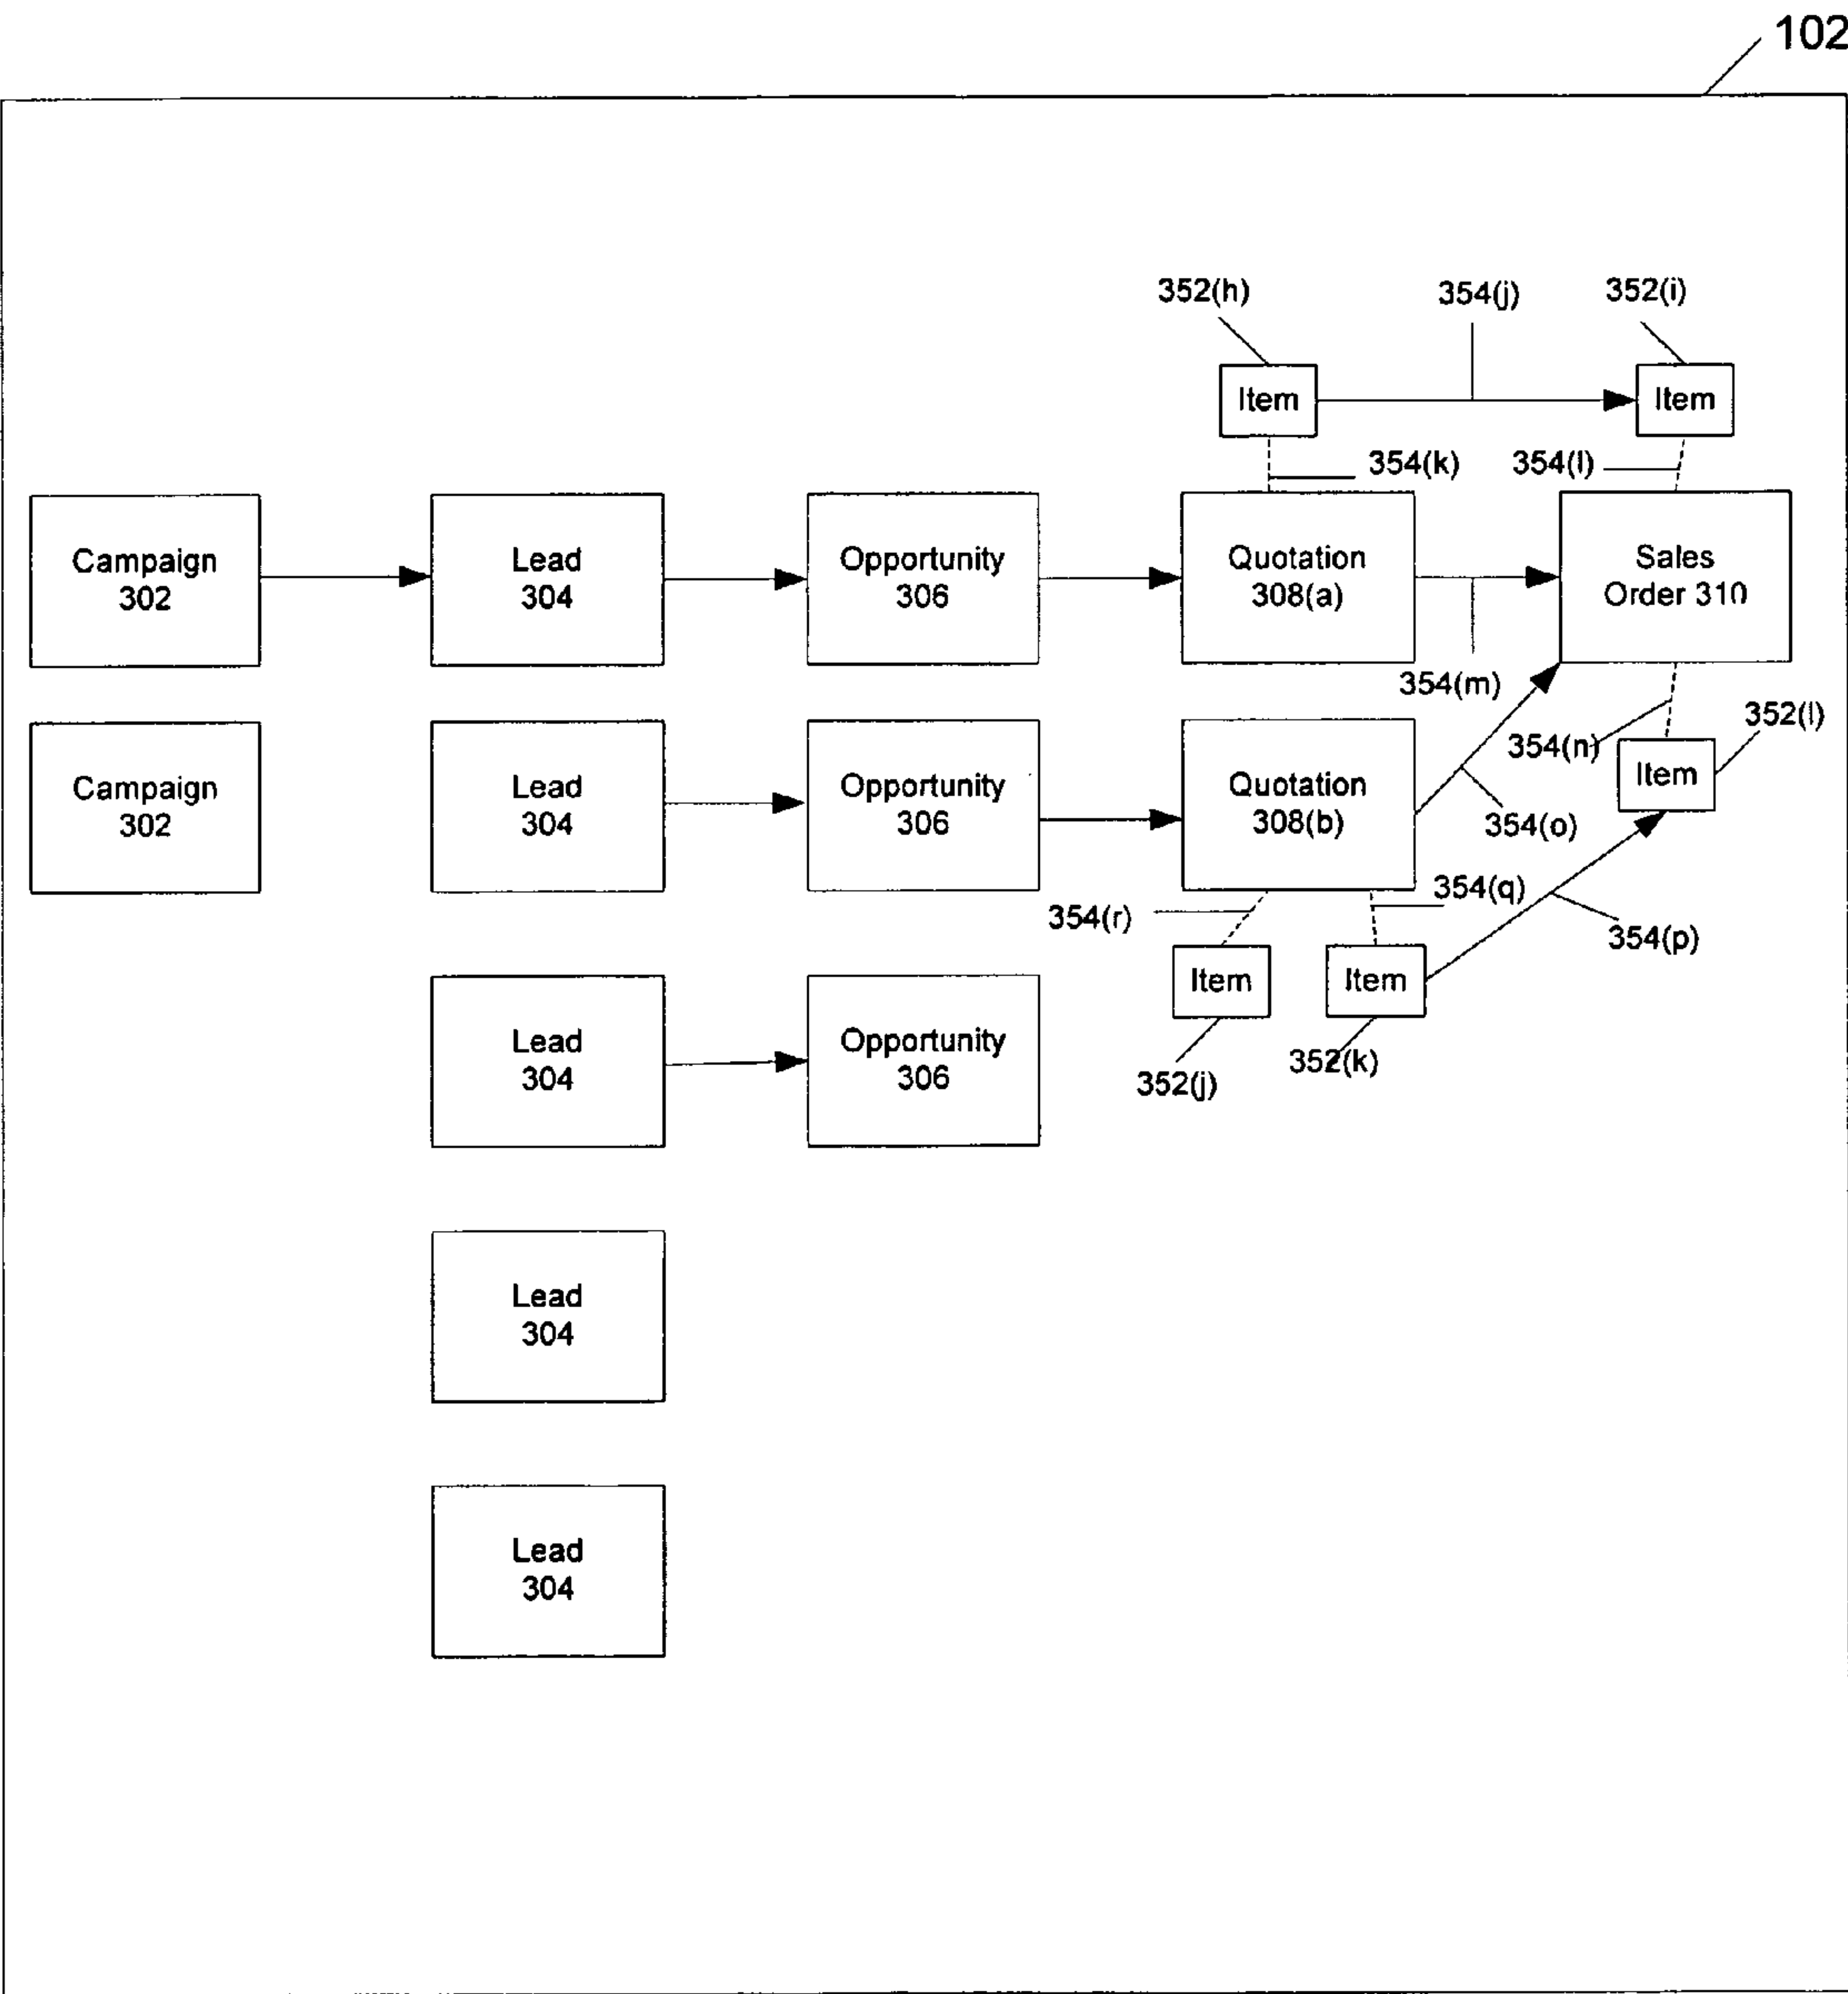 102
352(h)
354(j)
352(i)
Item
Item
354(k)
354(l)
Campaign
302
Lead
304
Opportunity
306
Quotation
308(a)
Sales
Order 310
354(m)
352(l)
354(n)
Campaign
302
Lead
304
Opportunity
306
Quotation
308(b)
Item
354(o)
354(q)
354(r)
354(p)
Item
Item
Lead
304
Opportunity
306
352(j)
352(k)
Lead
304
Lead
304